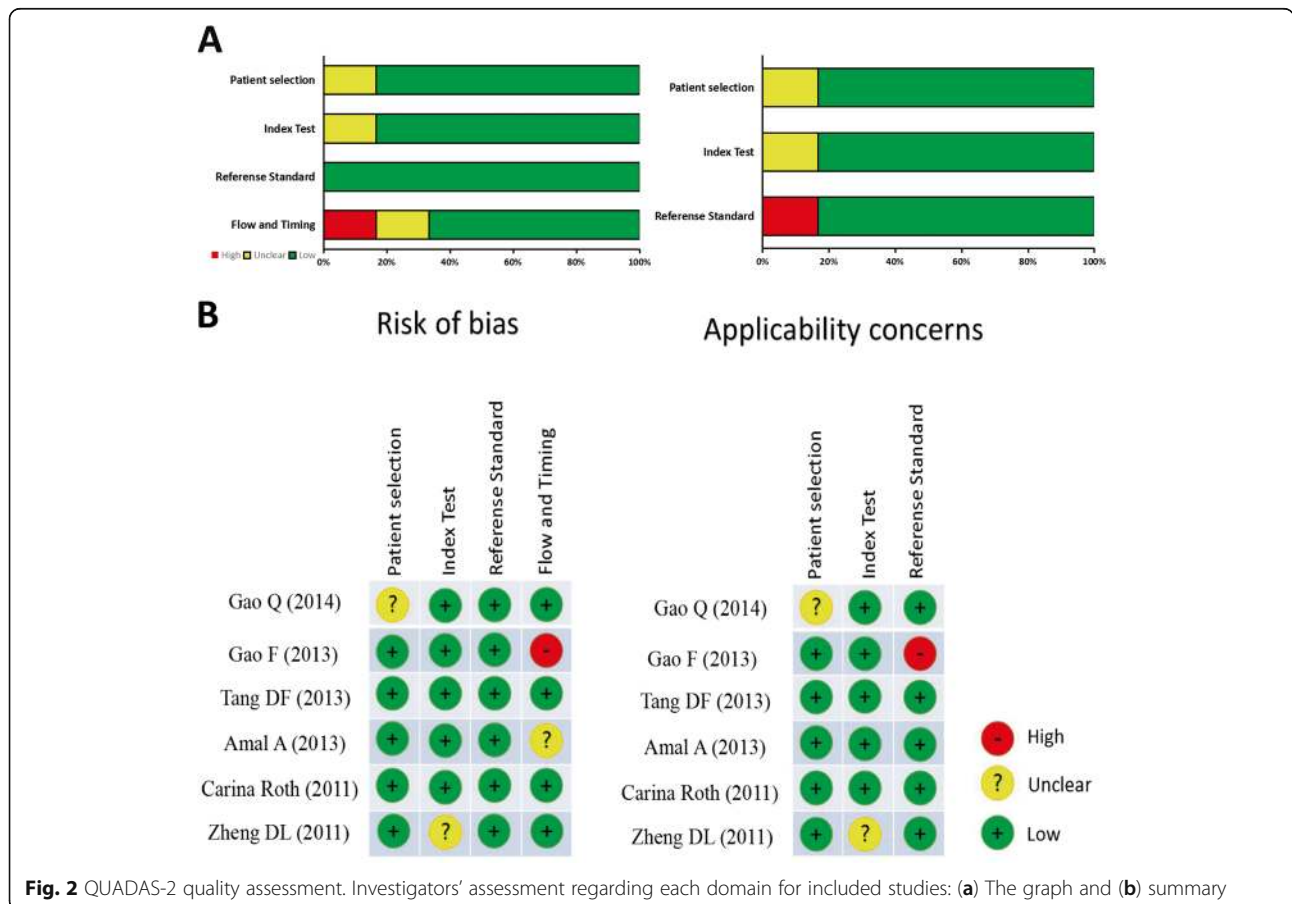 A
Patient selection
Index Test
Referense Standard
Flow and Timing
High Unclear Low
0% 20% 40% 60% 80% 100%
Patient selection
Index Test
Referense Standard
0% 20% 40% 60% 80% 100%
B
Risk of bias
Applicability concerns
Patient selection
Index Test
Referense Standard
Flow and Timing
Gao Q (2014) ? + + +
Gao F (2013) + + + -
Tang DF (2013) + + + +
Amal A (2013) + + + ?
Carina Roth (2011) + + + +
Zheng DL (2011) + ? + +
Patient selection
Index Test
Referense Standard
Gao Q (2014) ? + +
Gao F (2013) + + -
Tang DF (2013) + + +
Amal A (2013) + + +
Carina Roth (2011) + + +
Zheng DL (2011) + ? +
- High
? Unclear
+ Low
Fig. 2 QUADAS-2 quality assessment. Investigators’ assessment regarding each domain for included studies: (a) The graph and (b) summary